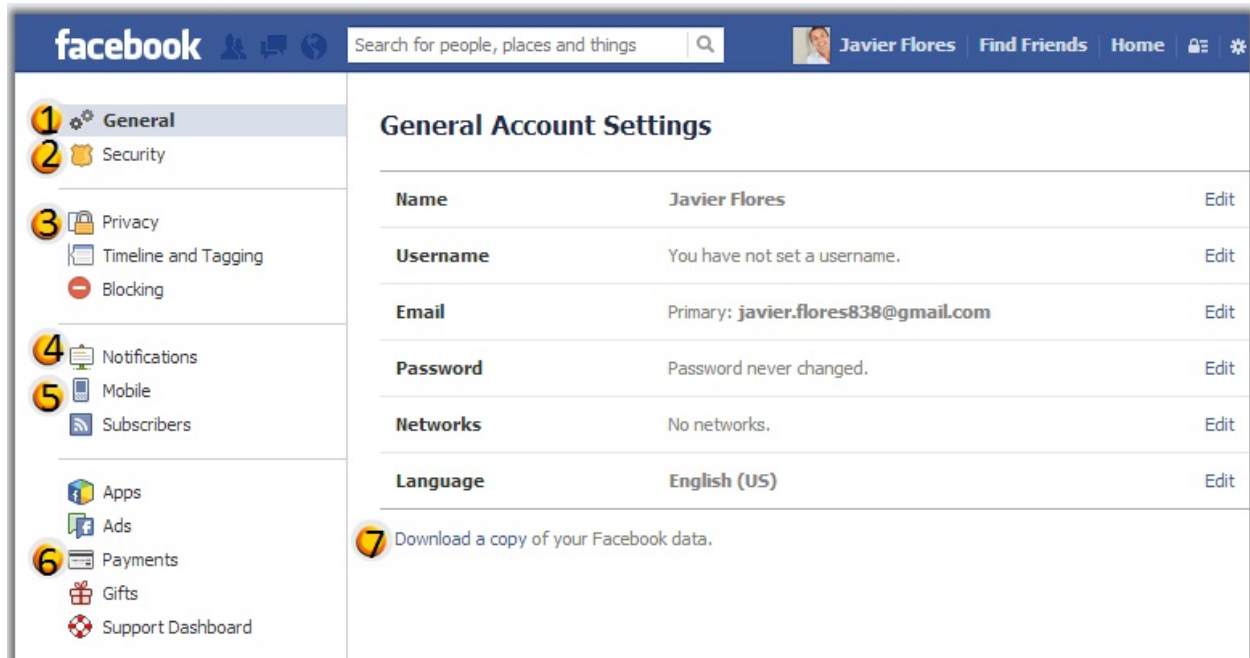 facebook Search for people, places and things Javier Flores Find Friends Home
1 General
2 Security
3 Privacy
Timeline and Tagging
Blocking
4 Notifications
5 Mobile
Subscribers
Apps
Ads
6 Payments
Gifts
Support Dashboard
General Account Settings
Name Javier Flores Edit
Username You have not set a username. Edit
Email Primary: javier.flores838@gmail.com Edit
Password Password never changed. Edit
Networks No networks. Edit
Language English (US) Edit
7 Download a copy of your Facebook data.